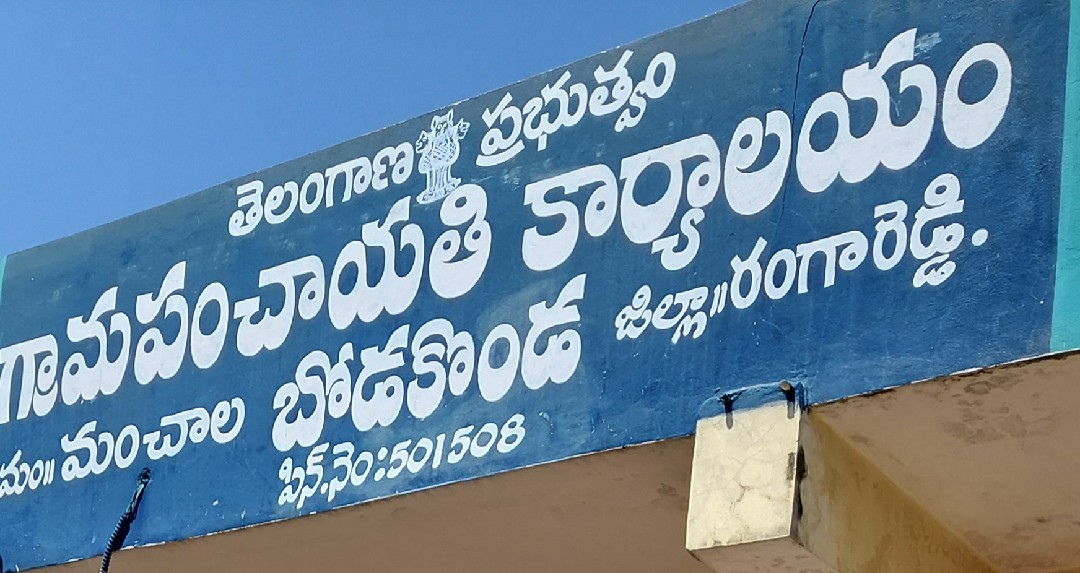 తెలంగాణ ప్రభుత్వం
గామపంచాయతి కార్యాలయం
మం॥ మంచాల బోడకొండ జిల్లా॥రంగారెడ్డి.
పిన్.నెం:501508